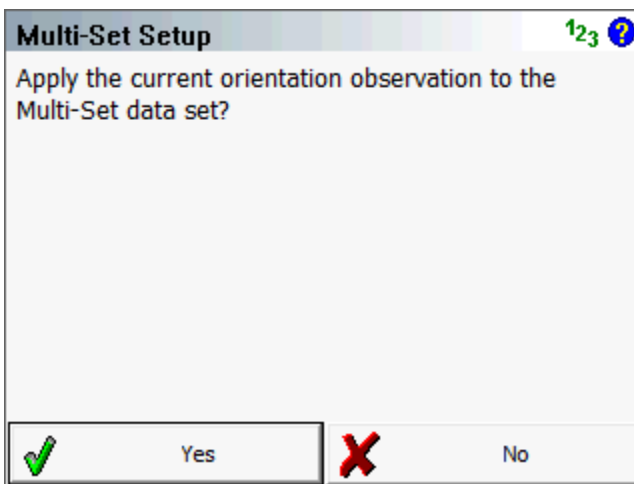 Multi-Set Setup 123 ?
Apply the current orientation observation to the
Multi-Set data set?
Yes No